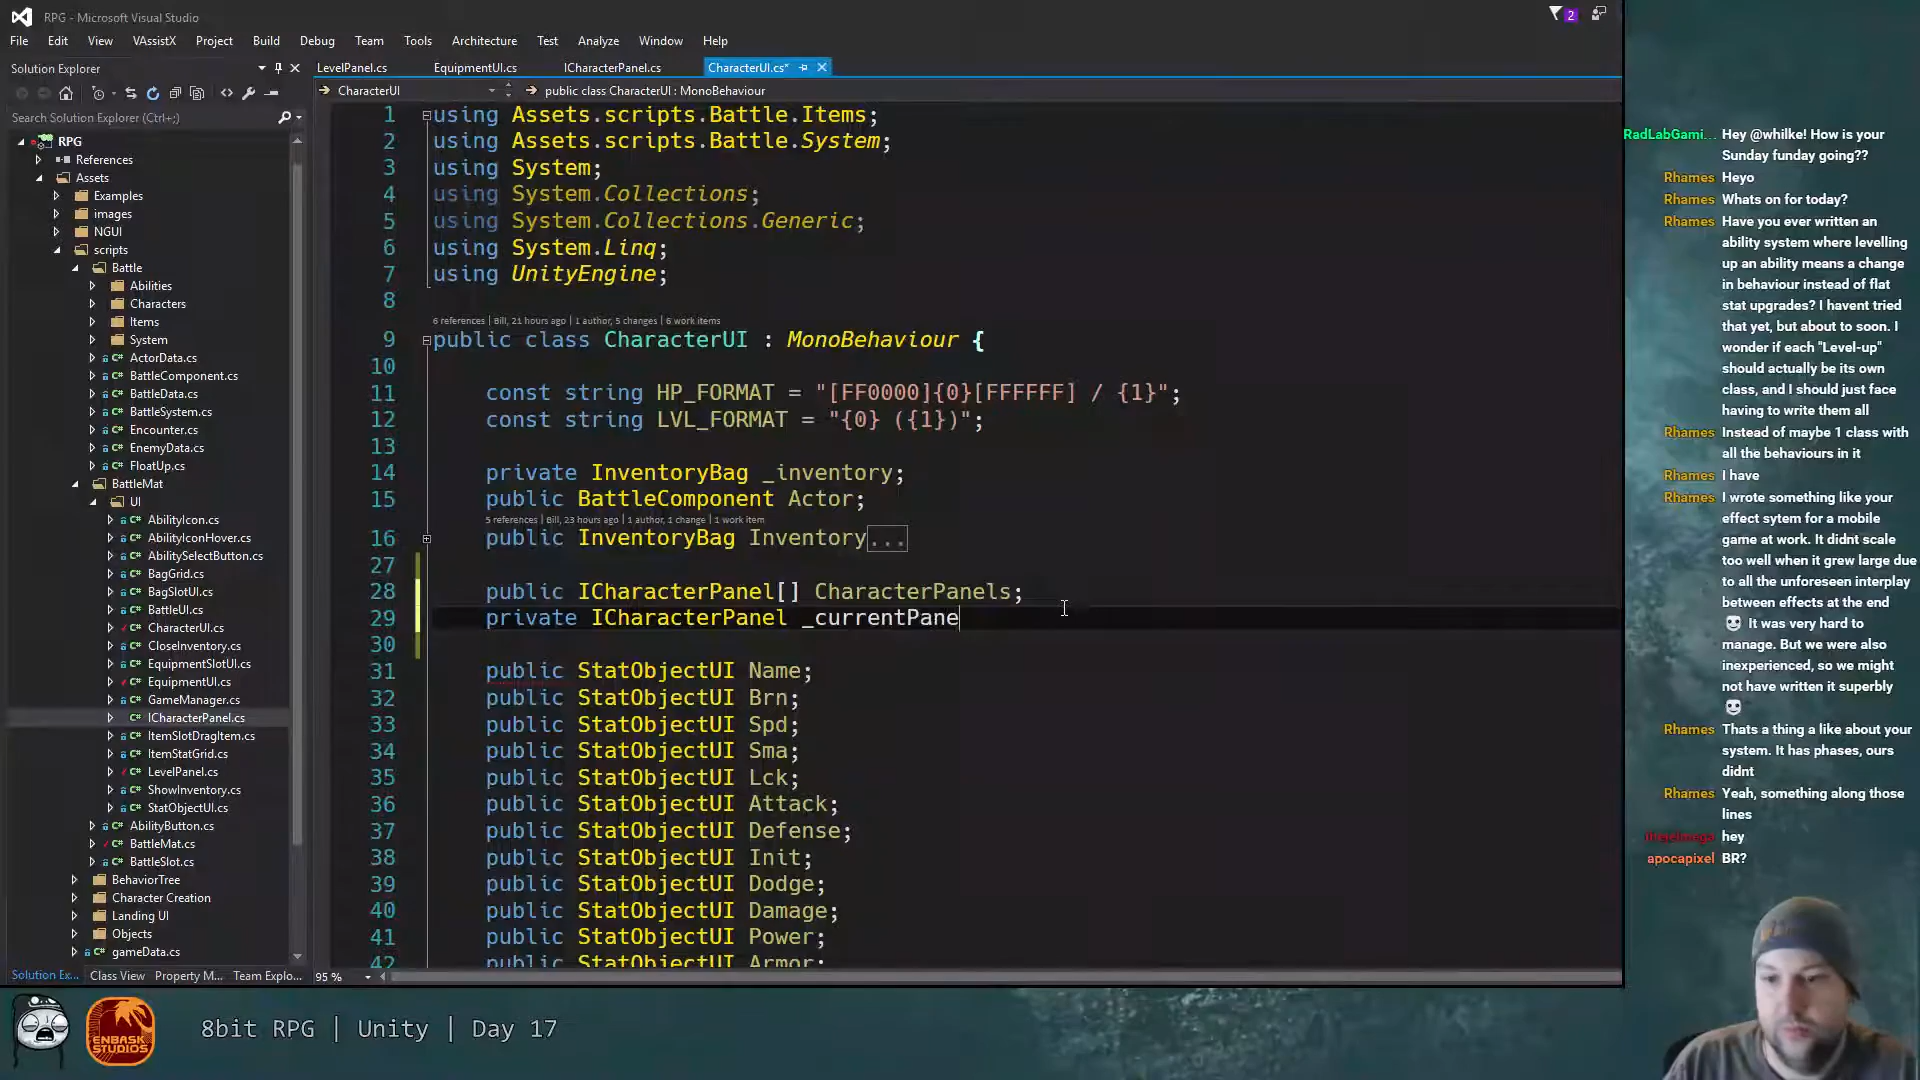 RPG - Microsoft Visual Studio
2
File Edit View VAssistX Project Build Debug Team Tools Architecture Test Analyze Window Help
Solution Explorer
LevelPanel.cs EquipmentUI.cs ICharacterPanel.cs CharacterUI.cs*
CharacterUI public class CharacterUI : MonoBehaviour
Search Solution Explorer (Ctrl+;)
RPG
References
Assets
Examples
images
NGUI
scripts
Battle
Abilities
Characters
Items
System
ActorData.cs
BattleComponent.cs
BattleData.cs
BattleSystem.cs
Encounter.cs
EnemyData.cs
FloatUp.cs
BattleMat
UI
AbilityIcon.cs
AbilityIconHover.cs
AbilitySelectButton.cs
BagGrid.cs
BagSlotUI.cs
BattleUI.cs
CharacterUI.cs
CloseInventory.cs
EquipmentSlotUI.cs
EquipmentUI.cs
GameManager.cs
ICharacterPanel.cs
ItemSlotDragItem.cs
ItemStatGrid.cs
LevelPanel.cs
ShowInventory.cs
StatObjectUI.cs
AbilityButton.cs
BattleMat.cs
BattleSlot.cs
BehaviorTree
Character Creation
Landing UI
Objects
gameData.cs
Solution Ex... Class View Property M... Team Explo...
1 using Assets.scripts.Battle.Items;
2 using Assets.scripts.Battle.System;
3 using System;
4 using System.Collections;
5 using System.Collections.Generic;
6 using System.Linq;
7 using UnityEngine;
8
6 references | Bill, 21 hours ago | 1 author, 5 changes | 6 work items
9 public class CharacterUI : MonoBehaviour {
10
11 const string HP_FORMAT = "[FF0000]{0}[FFFFFF] / {1}";
12 const string LVL_FORMAT = "{0} ({1})";
13
14 private InventoryBag _inventory;
15 public BattleComponent Actor;
5 references | Bill, 23 hours ago | 1 author, 1 change | 1 work item
16 public InventoryBag Inventory...
27
28 public ICharacterPanel[] CharacterPanels;
29 private ICharacterPanel _currentPane
30
31 public StatObjectUI Name;
32 public StatObjectUI Brn;
33 public StatObjectUI Spd;
34 public StatObjectUI Sma;
35 public StatObjectUI Lck;
36 public StatObjectUI Attack;
37 public StatObjectUI Defense;
38 public StatObjectUI Init;
39 public StatObjectUI Dodge;
40 public StatObjectUI Damage;
41 public StatObjectUI Power;
42 public StatObjectUI Armor;
95 %
RadLabGami... Hey @whilke! How is your
Sunday funday going??
Rhames Heyo
Rhames Whats on for today?
Rhames Have you ever written an
ability system where levelling
up an ability means a change
in behaviour instead of flat
stat upgrades? I havent tried
that yet, but about to soon. I
wonder if each "Level-up"
should actually be its own
class, and I should just face
having to write them all
Rhames Instead of maybe 1 class with
all the behaviours in it
Rhames I have
Rhames I wrote something like your
effect sytem for a mobile
game at work. It didnt scale
too well when it grew large due
to all the unforeseen interplay
between effects at the end
It was very hard to
manage. But we were also
inexperienced, so we might
not have written it superbly
Rhames Thats a thing a like about your
system. It has phases, ours
didnt
Rhames Yeah, something along those
lines
hey
apocapixel BR?
ENBASK
STUDIOS
8bit RPG | Unity | Day 17